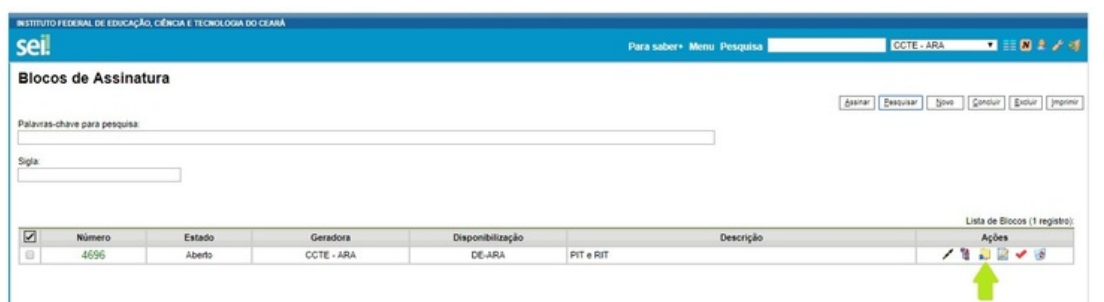 INSTITUTO FEDERAL DE EDUCAÇÃO, CIÊNCIA E TECNOLOGIA DO CEARÁ
sei! Para saber+ Menu Pesquisa CCTE - ARA
Blocos de Assinatura
Assinar Pesquisar Novo Concluir Excluir Imprimir
Palavras-chave para pesquisa:
Sigla:
Lista de Blocos (1 registro):
Número Estado Geradora Disponibilização Descrição Ações
4696 Aberto CCTE - ARA DE-ARA PIT e RIT